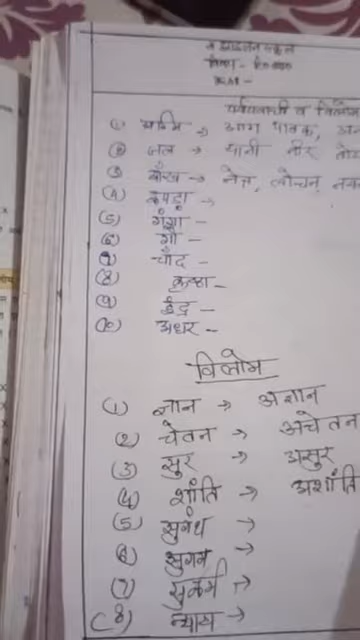 पर्यायवाची व विलोम
(1) अग्नि → आग पावक,
(2) जल → पानी नीर
(3) आँख → नेत्र, लोचन, नयन
(4) कपड़ा →
(5) गंगा -
(6) गौ -
(7) चाँद -
(8) कृष्ण -
(9) इंद्र -
(10) अधर -
विलोम
(1) ज्ञान → अज्ञान
(2) चेतन → अचेतन
(3) सुर → असुर
(4) शांति → अशांति
(5) सुगंध →
(6) सुगम →
(7) सुकर्म →
(8) न्याय →